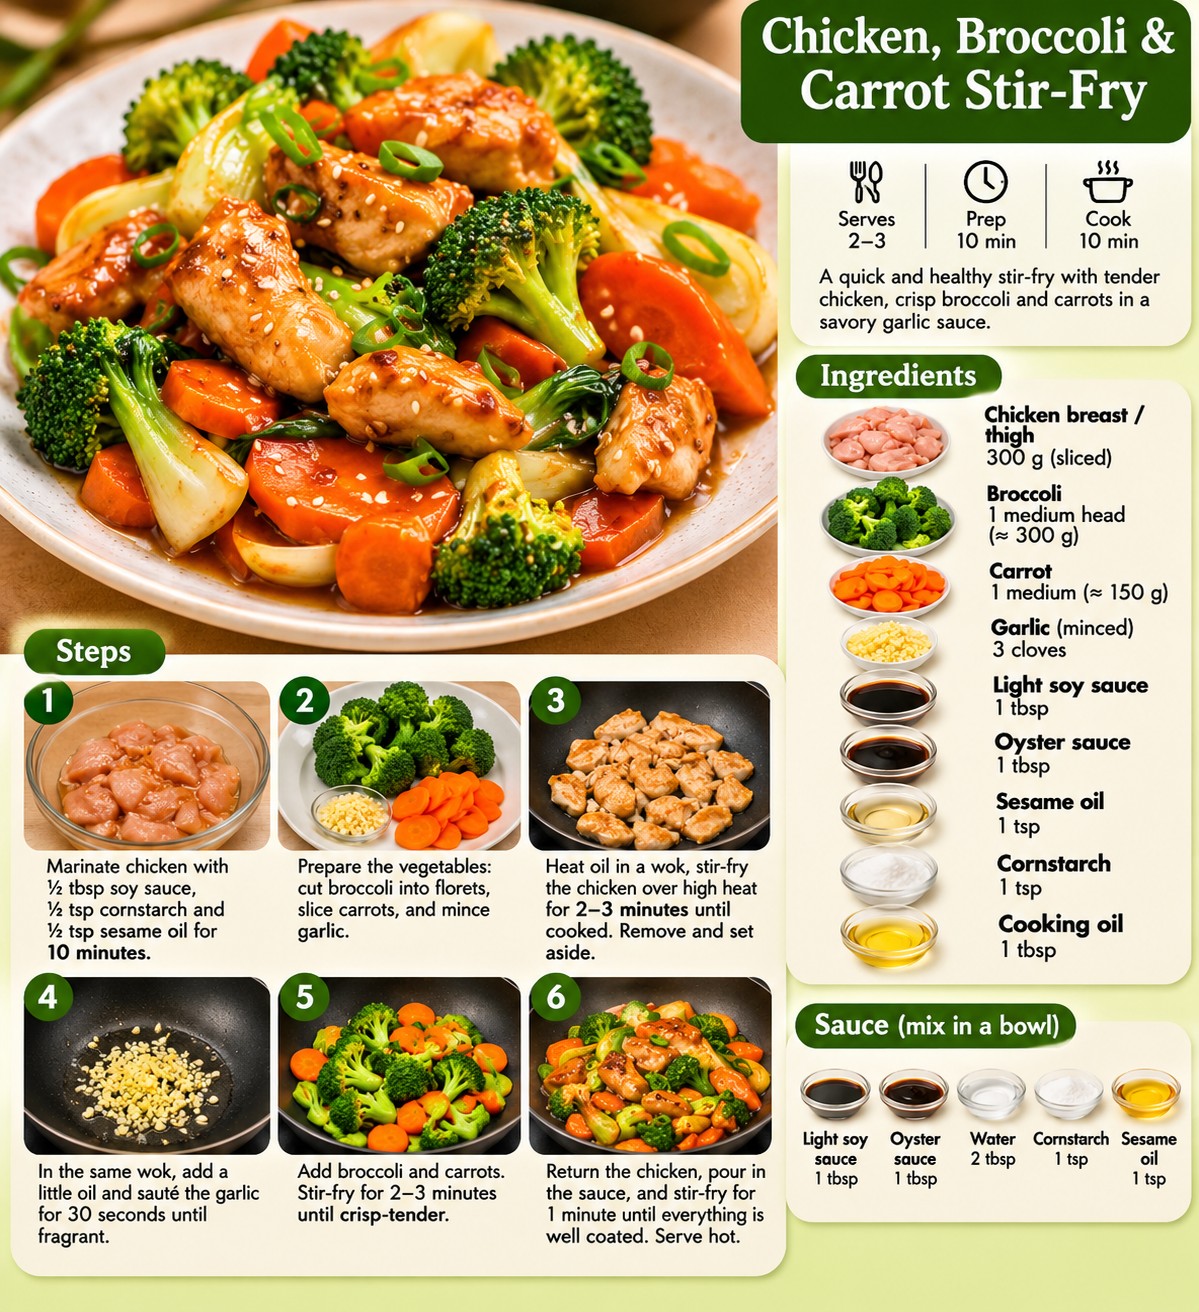 Chicken, Broccoli &
Carrot Stir-Fry
Serves
2–3
Prep
10 min
Cook
10 min
A quick and healthy stir-fry with tender
chicken, crisp broccoli and carrots in a
savory garlic sauce.
Ingredients
Chicken breast /
thigh
300 g (sliced)
Broccoli
1 medium head
(≈ 300 g)
Carrot
1 medium (≈ 150 g)
Garlic (minced)
3 cloves
Light soy sauce
1 tbsp
Oyster sauce
1 tbsp
Sesame oil
1 tsp
Cornstarch
1 tsp
Cooking oil
1 tbsp
Sauce (mix in a bowl)
Light soy
sauce
1 tbsp
Oyster
sauce
1 tbsp
Water
2 tbsp
Cornstarch
1 tsp
Sesame
oil
1 tsp
Steps
1
Marinate chicken with
½ tbsp soy sauce,
½ tsp cornstarch and
½ tsp sesame oil for
10 minutes.
2
Prepare the vegetables:
cut broccoli into florets,
slice carrots, and mince
garlic.
3
Heat oil in a wok, stir-fry
the chicken over high heat
for 2–3 minutes until
cooked. Remove and set
aside.
4
In the same wok, add a
little oil and sauté the garlic
for 30 seconds until
fragrant.
5
Add broccoli and carrots.
Stir-fry for 2–3 minutes
until crisp-tender.
6
Return the chicken, pour in
the sauce, and stir-fry for
1 minute until everything is
well coated. Serve hot.